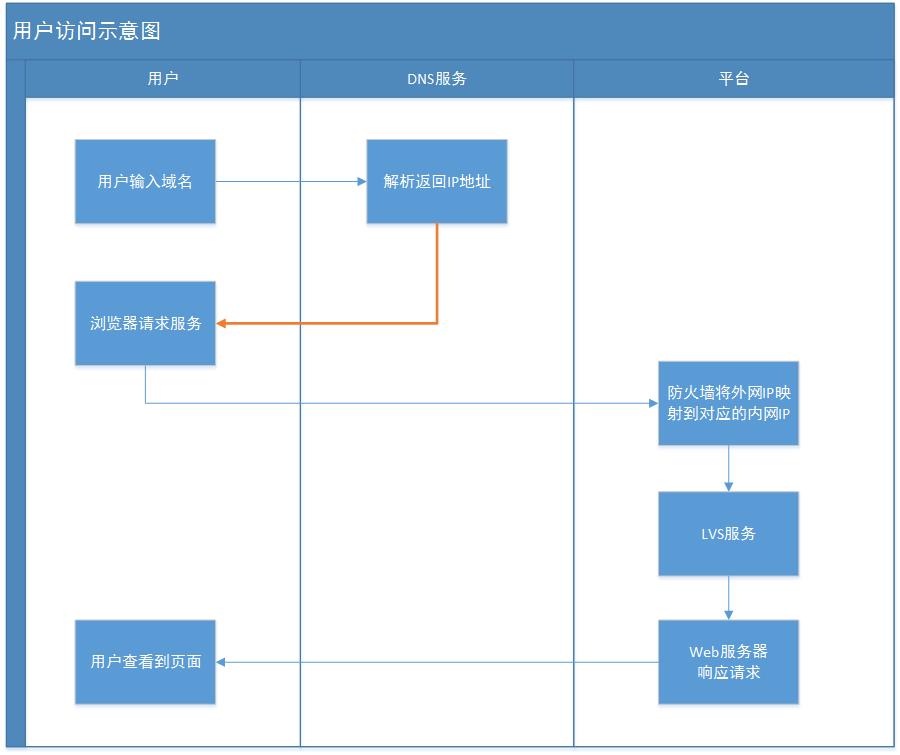 用户访问示意图
用户
DNS服务
平台
用户输入域名
解析返回IP地址
浏览器请求服务
防火墙将外网IP映
射到对应的内网IP
LVS服务
用户查看到页面
Web服务器
响应请求